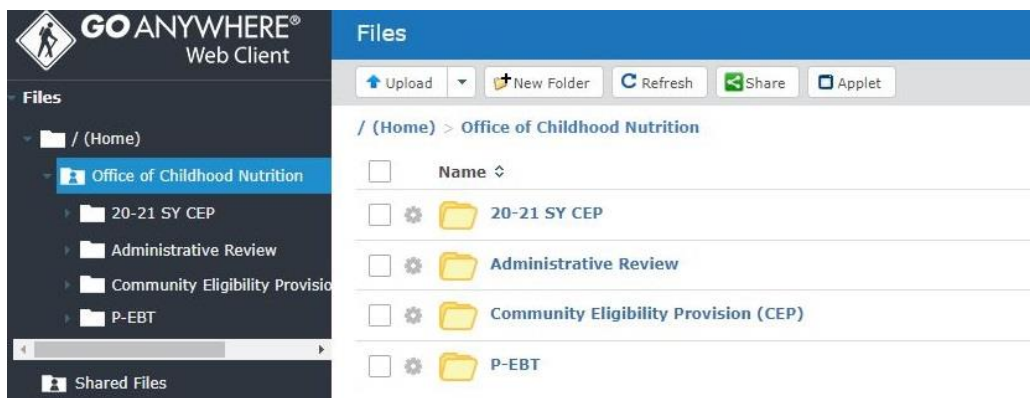 GO ANYWHERE®
Web Client
Files
/ (Home)
Office of Childhood Nutrition
20-21 SY CEP
Administrative Review
Community Eligibility Provisio
P-EBT
Shared Files
Files
Upload New Folder Refresh Share Applet
/ (Home) > Office of Childhood Nutrition
Name
20-21 SY CEP
Administrative Review
Community Eligibility Provision (CEP)
P-EBT